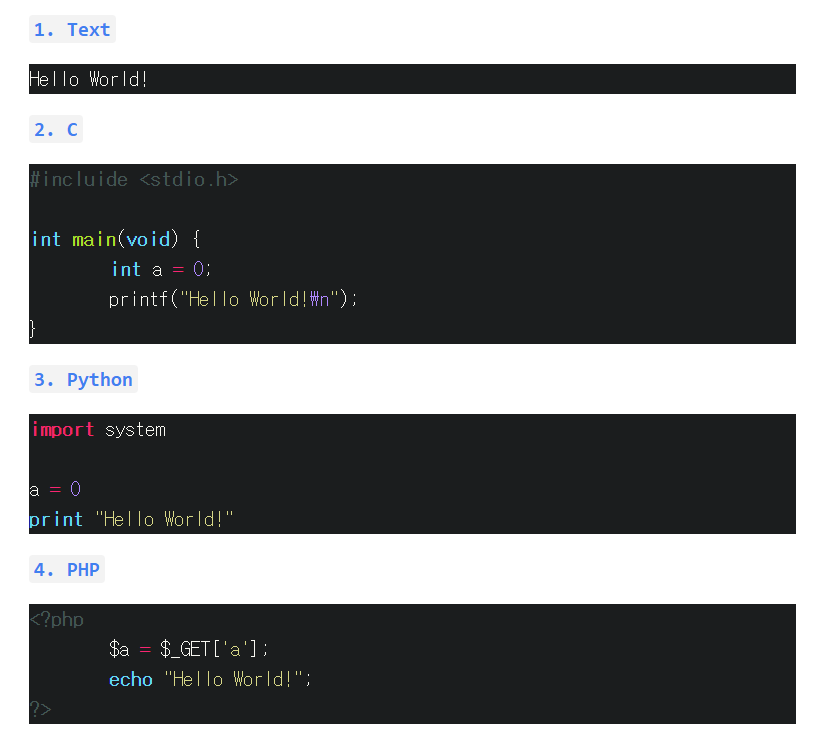 1. Text
Hello World!
2. C
#incluide <stdio.h>
int main(void) {
int a = 0;
printf("Hello World!₩n");
}
3. Python
import system
a = 0
print "Hello World!"
4. PHP
<?php
$a = $_GET['a'];
echo "Hello World!";
?>